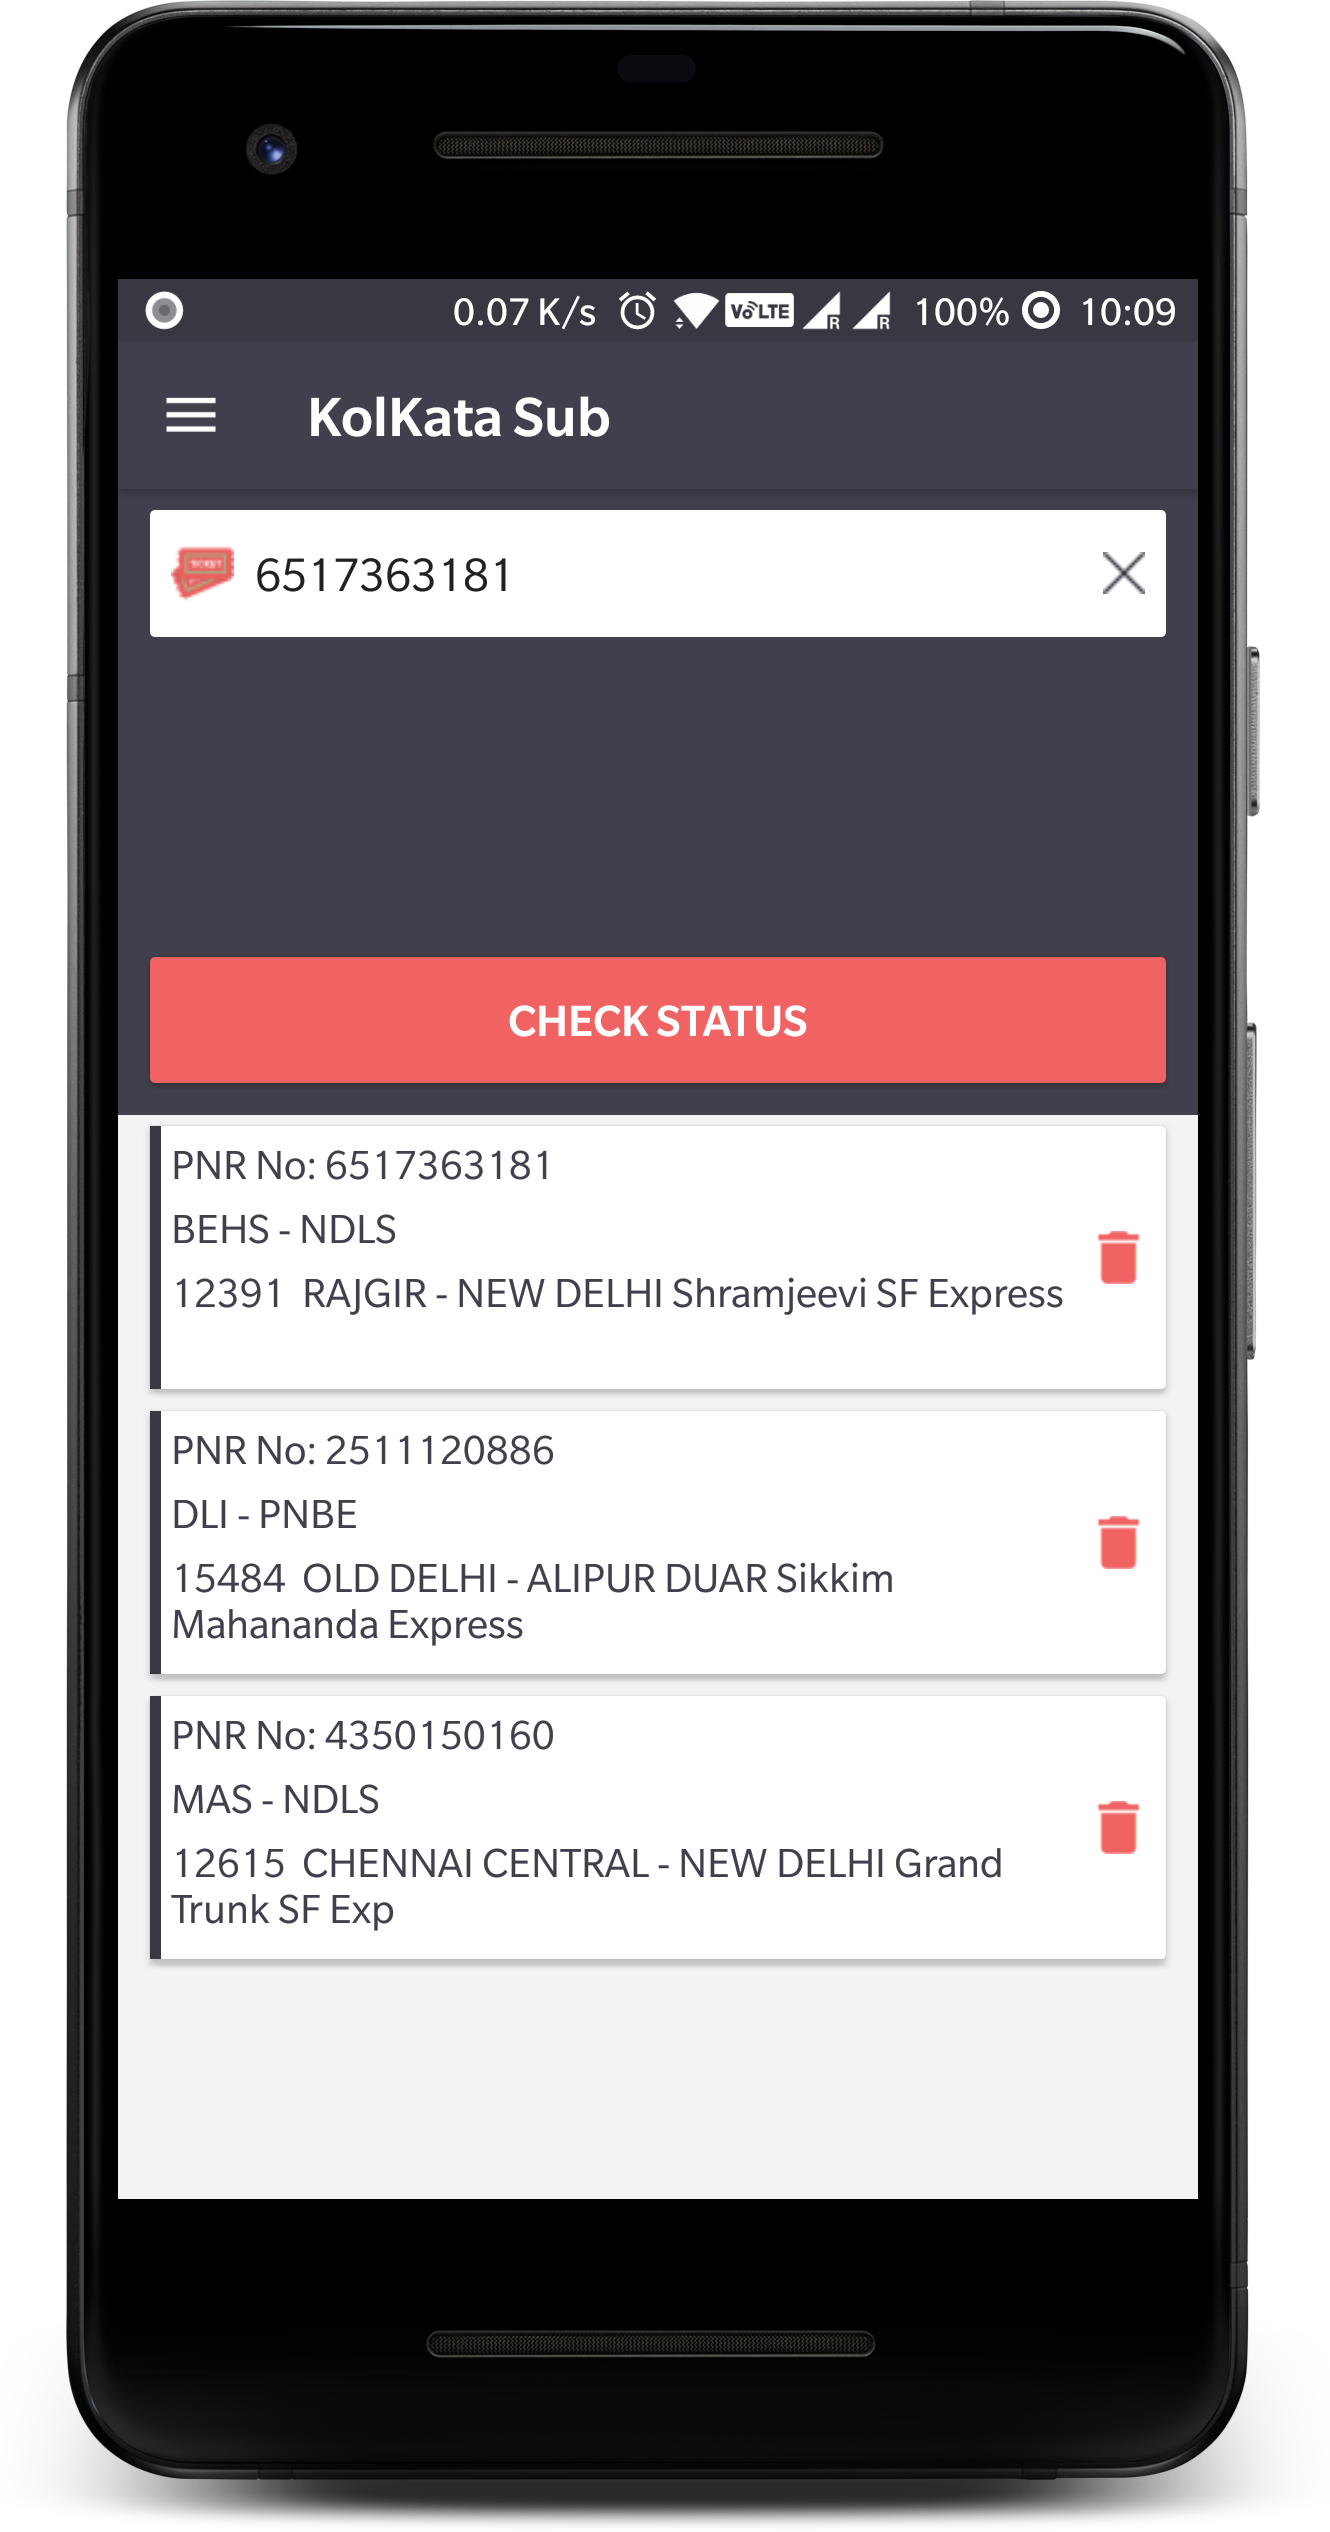 0.07 K/s VoLTE R R 100% 10:09
KolKata Sub
TICKET 6517363181
CHECK STATUS
PNR No: 6517363181
BEHS - NDLS
12391 RAJGIR - NEW DELHI Shramjeevi SF Express
PNR No: 2511120886
DLI - PNBE
15484 OLD DELHI - ALIPUR DUAR Sikkim
Mahananda Express
PNR No: 4350150160
MAS - NDLS
12615 CHENNAI CENTRAL - NEW DELHI Grand
Trunk SF Exp